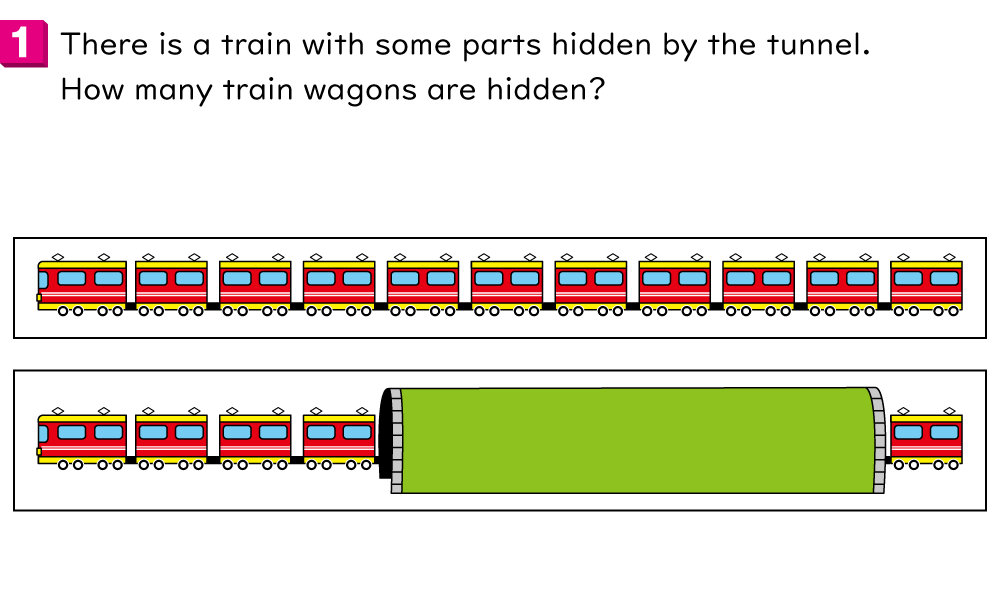 1 There is a train with some parts hidden by the tunnel.
How many train wagons are hidden?